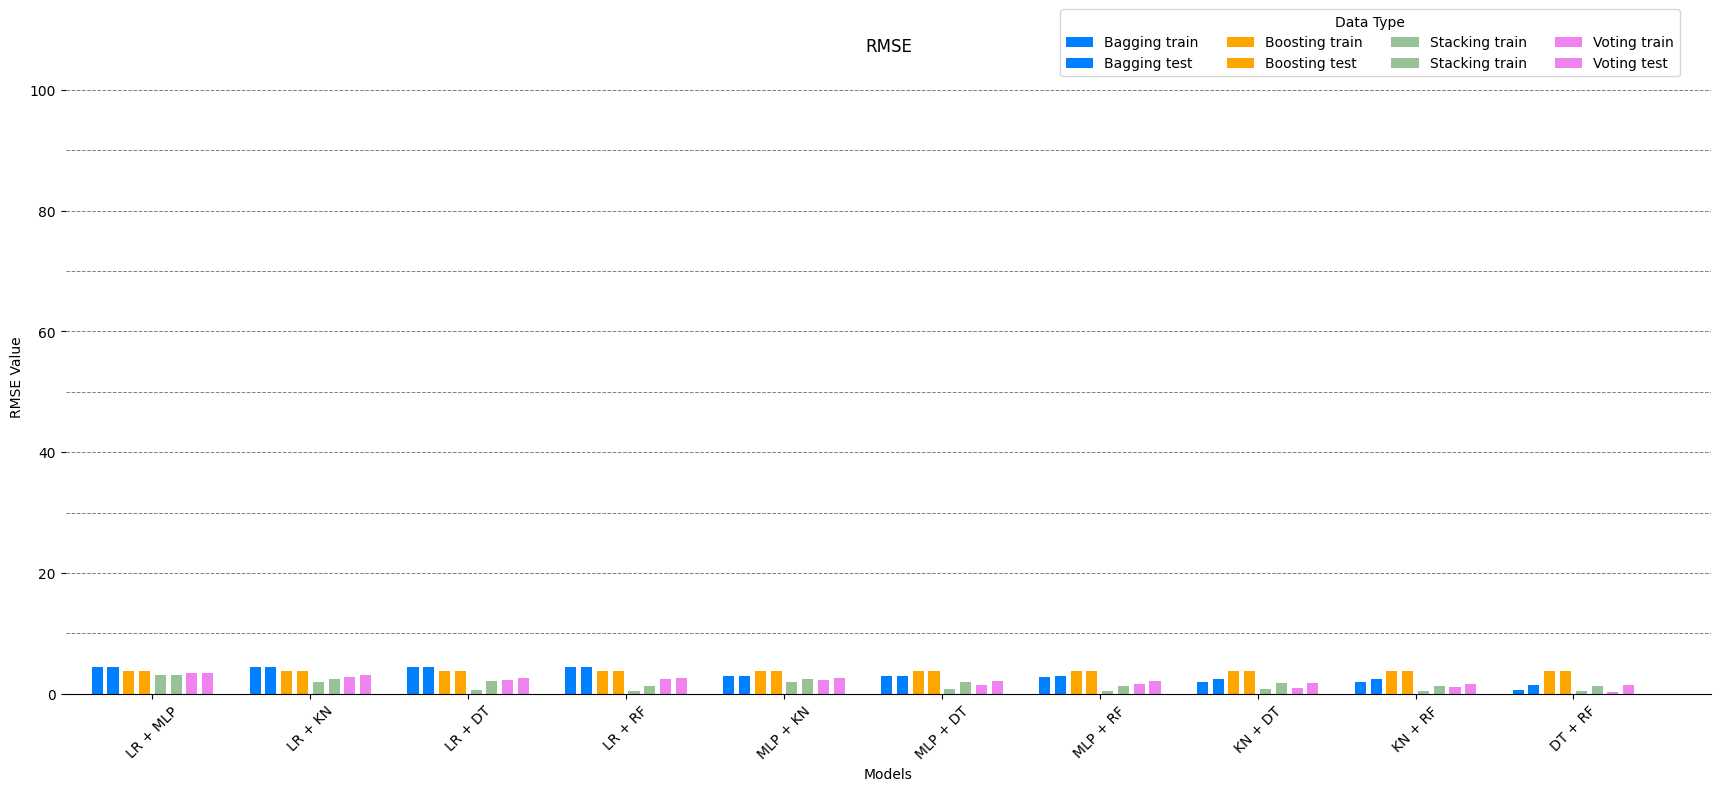 RMSE
Data Type
Bagging train Boosting train Stacking train Voting train
Bagging test Boosting test Stacking train Voting test
100
80
60
40
20
0
RMSE Value
LR + MLP LR + KN LR + DT LR + RF MLP + KN MLP + DT MLP + RF KN + DT KN + RF DT + RF
Models